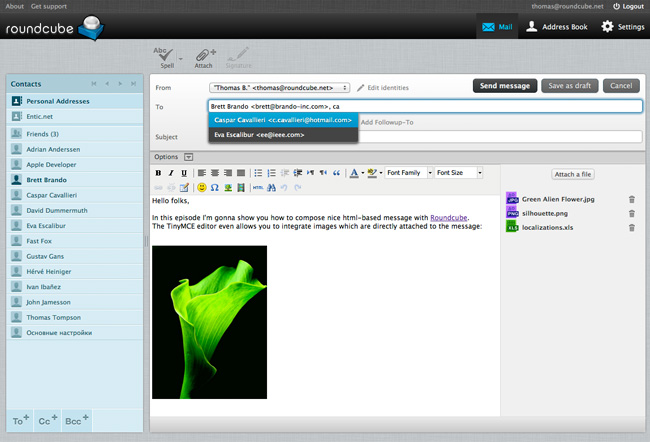 About Get support
thomas@roundcube.net Logout
roundcube
Mail Address Book Settings
Abc
Spell Attach Signature
Contacts
Personal Addresses
Entic.net
Friends (3)
Adrian Anderssen
Apple Developer
Brett Brando
Caspar Cavallieri
David Dummermuth
Eva Escalibur
Fast Fox
Gustav Gans
Hérvé Heiniger
Ivan Ibañez
John Jamesson
Thomas Tompson
Основные настройки
To Cc Bcc
From "Thomas B." <thomas@roundcube.net> Edit identities
Send message Save as draft Cancel
To Brett Brando <brett@brando-inc.com>, ca
Caspar Cavallieri <c.cavallieri@hotmail.com>
Eva Escalibur <ee@ieee.com>
Add Followup-To
Subject
Options
B I U A ab Font Family Font Size
Ω HTML
Hello folks,
In this episode I'm gonna show you how to compose nice html-based message with Roundcube.
The TinyMCE editor even allows you to integrate images which are directly attached to the message:
Attach a file
JPG Green Alien Flower.jpg
PNG silhouette.png
XLS localizations.xls